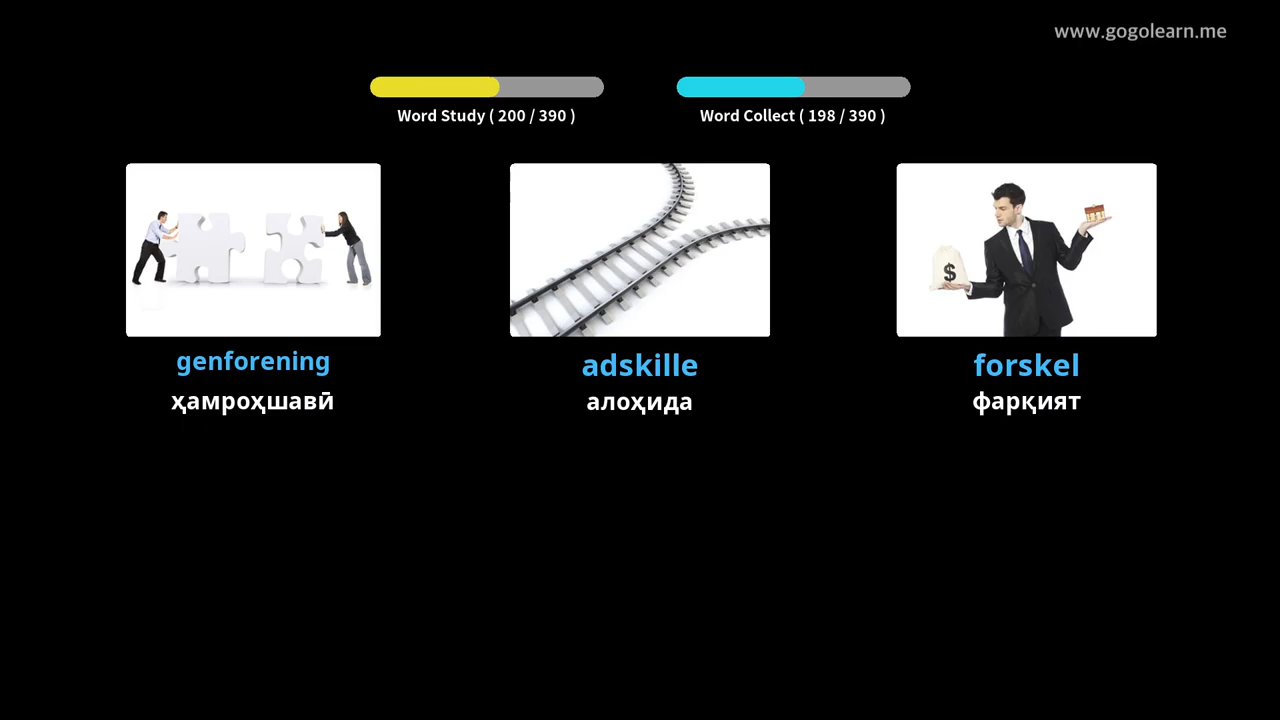 www.gogolearn.me
Word Study ( 200 / 390 )
Word Collect ( 198 / 390 )
genforening
adskille
forskel
ҳамроҳшавӣ
алоҳида
фарқият
$